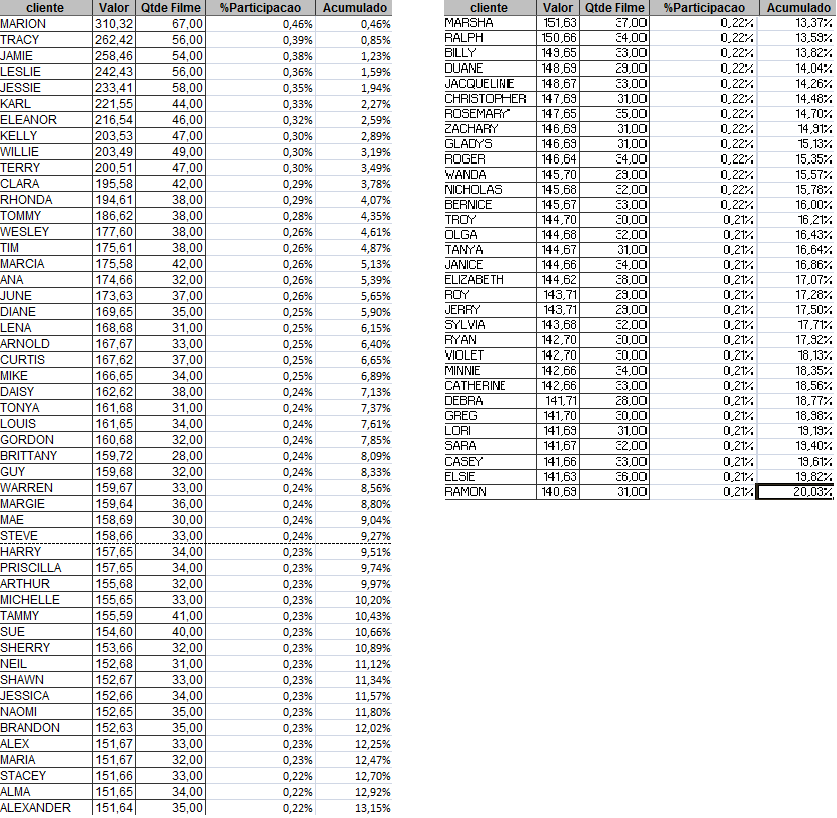 cliente Valor Qtde Filme %Participacao Acumulado
MARION 310,32 67,00 0,46% 0,46%
TRACY 262,42 56,00 0,39% 0,85%
JAMIE 258,46 54,00 0,38% 1,23%
LESLIE 242,43 56,00 0,36% 1,59%
JESSIE 233,41 58,00 0,35% 1,94%
KARL 221,55 44,00 0,33% 2,27%
ELEANOR 216,54 46,00 0,32% 2,59%
KELLY 203,53 47,00 0,30% 2,89%
WILLIE 203,49 49,00 0,30% 3,19%
TERRY 200,51 47,00 0,30% 3,49%
CLARA 195,58 42,00 0,29% 3,78%
RHONDA 194,61 38,00 0,29% 4,07%
TOMMY 186,62 38,00 0,28% 4,35%
WESLEY 177,60 38,00 0,26% 4,61%
TIM 175,61 38,00 0,26% 4,87%
MARCIA 175,58 42,00 0,26% 5,13%
ANA 174,66 32,00 0,26% 5,39%
JUNE 173,63 37,00 0,26% 5,65%
DIANE 169,65 35,00 0,25% 5,90%
LENA 168,68 31,00 0,25% 6,15%
ARNOLD 167,67 33,00 0,25% 6,40%
CURTIS 167,62 37,00 0,25% 6,65%
MIKE 166,65 34,00 0,25% 6,89%
DAISY 162,62 38,00 0,24% 7,13%
TONYA 161,68 31,00 0,24% 7,37%
LOUIS 161,65 34,00 0,24% 7,61%
GORDON 160,68 32,00 0,24% 7,85%
BRITTANY 159,72 28,00 0,24% 8,09%
GUY 159,68 32,00 0,24% 8,33%
WARREN 159,67 33,00 0,24% 8,56%
MARGIE 159,64 36,00 0,24% 8,80%
MAE 158,69 30,00 0,24% 9,04%
STEVE 158,66 33,00 0,24% 9,27%
HARRY 157,65 34,00 0,23% 9,51%
PRISCILLA 157,65 34,00 0,23% 9,74%
ARTHUR 155,68 32,00 0,23% 9,97%
MICHELLE 155,65 33,00 0,23% 10,20%
TAMMY 155,59 41,00 0,23% 10,43%
SUE 154,60 40,00 0,23% 10,66%
SHERRY 153,66 32,00 0,23% 10,89%
NEIL 152,68 31,00 0,23% 11,12%
SHAWN 152,67 33,00 0,23% 11,34%
JESSICA 152,66 34,00 0,23% 11,57%
NAOMI 152,65 35,00 0,23% 11,80%
BRANDON 152,63 35,00 0,23% 12,02%
ALEX 151,67 33,00 0,23% 12,25%
MARIA 151,67 32,00 0,23% 12,47%
STACEY 151,66 33,00 0,22% 12,70%
ALMA 151,65 34,00 0,22% 12,92%
ALEXANDER 151,64 35,00 0,22% 13,15%
cliente Valor Qtde Filme %Participacao Acumulado
MARSHA 151,63 37,00 0,22% 13,37%
RALPH 150,66 34,00 0,22% 13,59%
BILLY 149,65 33,00 0,22% 13,82%
DUANE 148,69 29,00 0,22% 14,04%
JACQUELINE 148,67 33,00 0,22% 14,26%
CHRISTOPHER 147,69 31,00 0,22% 14,48%
ROSEMARY 147,65 35,00 0,22% 14,70%
ZACHARY 146,69 31,00 0,22% 14,91%
GLADYS 146,69 31,00 0,22% 15,13%
ROGER 146,64 34,00 0,22% 15,35%
WANDA 145,70 29,00 0,22% 15,57%
NICHOLAS 145,68 32,00 0,22% 15,78%
BERNICE 145,67 33,00 0,22% 16,00%
TROY 144,70 30,00 0,21% 16,21%
OLGA 144,68 32,00 0,21% 16,43%
TANYA 144,67 31,00 0,21% 16,64%
JANICE 144,66 34,00 0,21% 16,86%
ELIZABETH 144,62 38,00 0,21% 17,07%
ROY 143,71 29,00 0,21% 17,28%
JERRY 143,71 29,00 0,21% 17,50%
SYLVIA 143,68 32,00 0,21% 17,71%
RYAN 142,70 30,00 0,21% 17,92%
VIOLET 142,70 30,00 0,21% 18,13%
MINNIE 142,66 34,00 0,21% 18,35%
CATHERINE 142,66 33,00 0,21% 18,56%
DEBRA 141,71 28,00 0,21% 18,77%
GREG 141,70 30,00 0,21% 18,98%
LORI 141,69 31,00 0,21% 19,19%
SARA 141,67 32,00 0,21% 19,40%
CASEY 141,66 33,00 0,21% 19,61%
ELSIE 141,63 36,00 0,21% 19,82%
RAMON 140,69 31,00 0,21% 20,03%